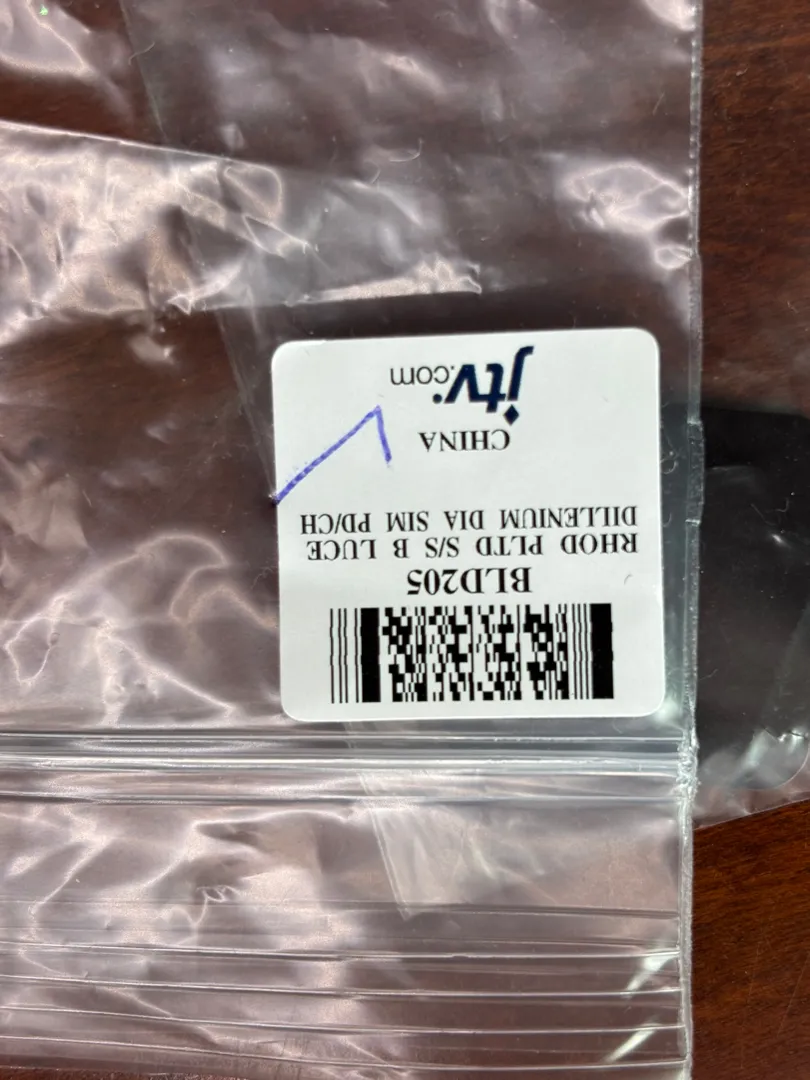 BLD205
RHOD PLTD S/S B LUCE
DILLENIUM DIA SIM PD/CH
CHINA
jtv.com